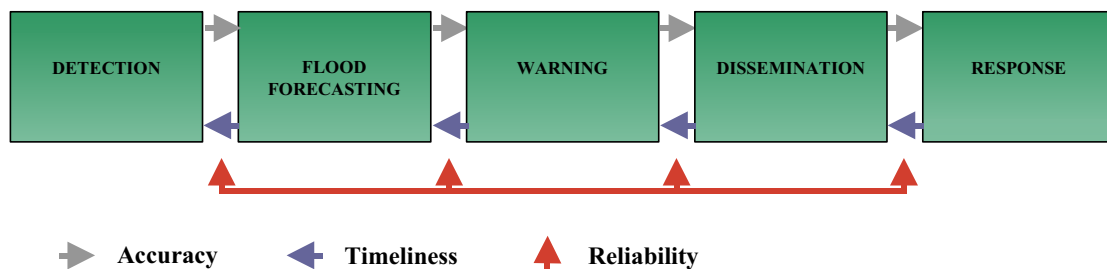 DETECTION
FLOOD
FORECASTING
WARNING
DISSEMINATION
RESPONSE
Accuracy
Timeliness
Reliability